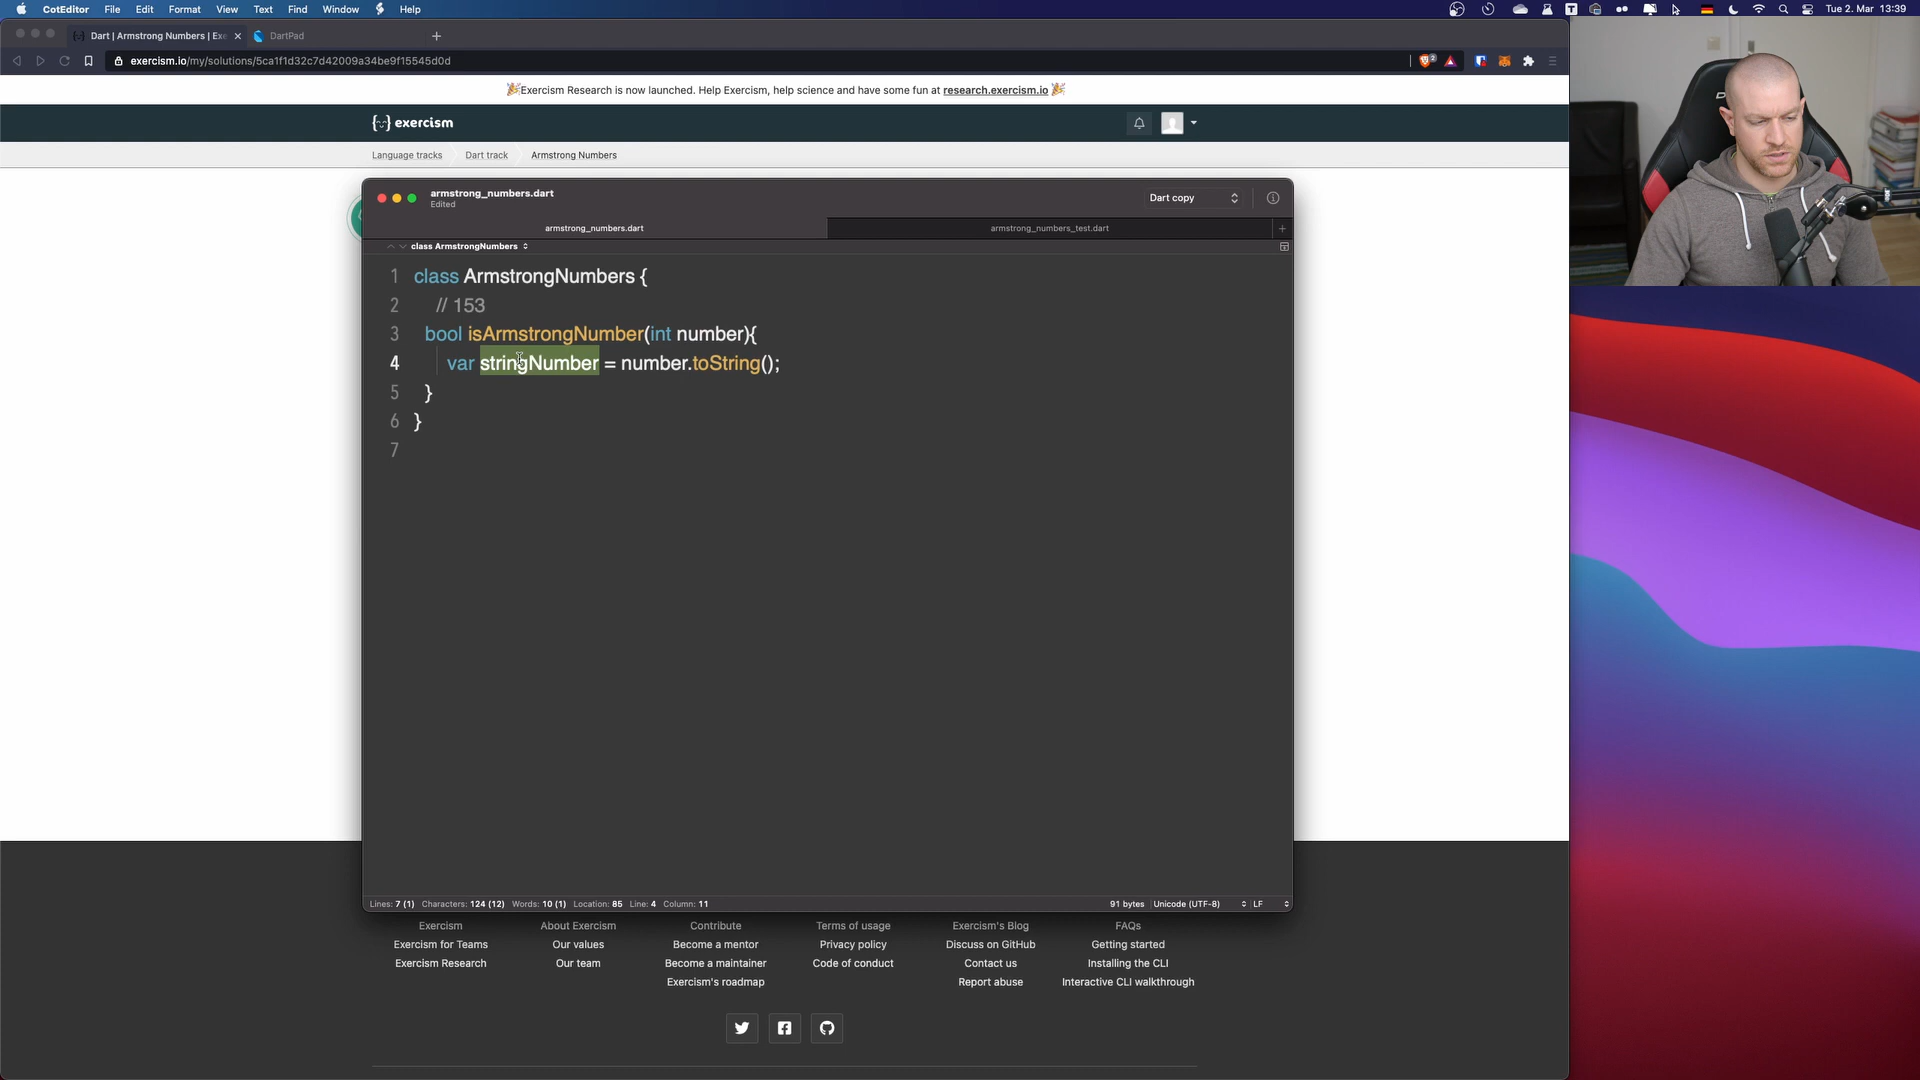 CotEditor File Edit Format View Text Find Window Help
Tue 2. Mar 13:39
Dart | Armstrong Numbers | Exe
DartPad
exercism.io/my/solutions/5ca1f1d32c7d42009a34be9f15545d0d
Exercism Research is now launched. Help Exercism, help science and have some fun at research.exercism.io
exercism
Language tracks Dart track Armstrong Numbers
armstrong_numbers.dart
Edited
Dart copy
armstrong_numbers.dart
armstrong_numbers_test.dart
class ArmstrongNumbers
1 class ArmstrongNumbers {
2 // 153
3 bool isArmstrongNumber(int number){
4 var stringNumber = number.toString();
5 }
6 }
7
Lines: 7 (1) Characters: 124 (12) Words: 10 (1) Location: 85 Line: 4 Column: 11
91 bytes Unicode (UTF-8) LF
Exercism About Exercism Contribute Terms of usage Exercism's Blog FAQs
Exercism for Teams Our values Become a mentor Privacy policy Discuss on GitHub Getting started
Exercism Research Our team Become a maintainer Code of conduct Contact us Installing the CLI
Exercism's roadmap Report abuse Interactive CLI walkthrough